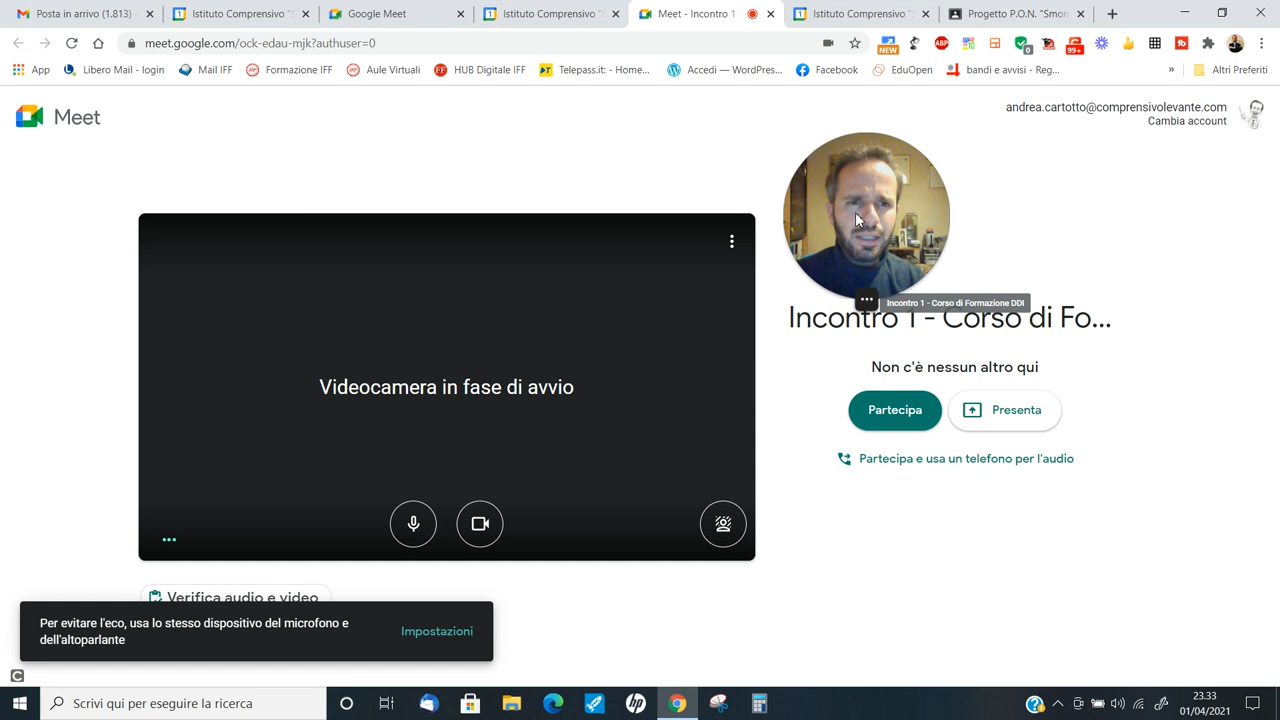 Posta in arrivo (1.813) -
Istituto Comprensivo "S
Google Meet
Istituto Comprensivo "S
Meet - Incontro 1
Istituto Comprensivo "S
Progetto P.O.N. "Smon
meet.google.com/ock-edau-mjk?authuser=0
NEW
ABP
0
99+
App
Libero Mail - login
Mail IFF
Formazione IFF
Aule Virtuali
HUB Digitale IFF
Telepass.it: - Home...
Accedi — WordPres...
Facebook
EduOpen
bandi e avvisi - Reg...
»
Altri Preferiti
Meet
andrea.cartotto@comprensivolevante.com
Cambia account
Videocamera in fase di avvio
Incontro 1 - Corso di Formazione DDI
Incontro 1 - Corso di Fo...
Non c'è nessun altro qui
Partecipa
Presenta
Partecipa e usa un telefono per l'audio
Verifica audio e video
Per evitare l'eco, usa lo stesso dispositivo del microfono e
dell'altoparlante
Impostazioni
Scrivi qui per eseguire la ricerca
23.33
01/04/2021